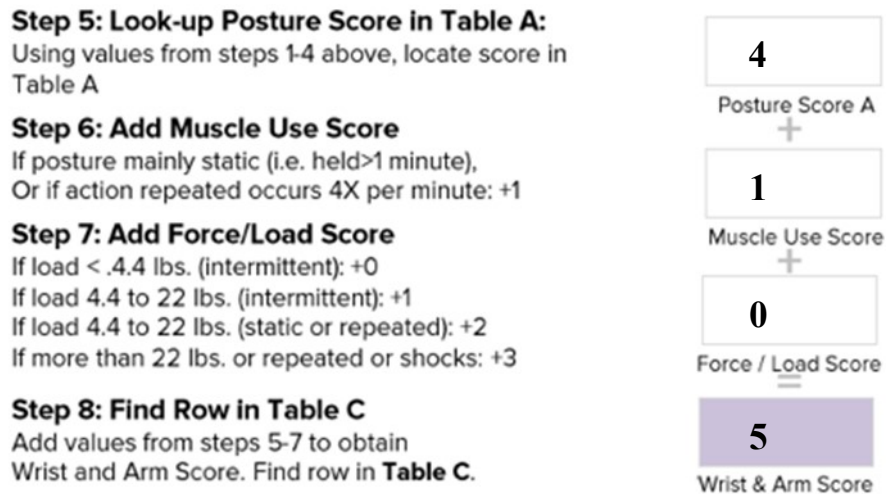 Step 5: Look-up Posture Score in Table A:
Using values from steps 1-4 above, locate score in
Table A
4
Posture Score A
+
Step 6: Add Muscle Use Score
If posture mainly static (i.e. held>1 minute),
Or if action repeated occurs 4X per minute: +1
1
Muscle Use Score
+
Step 7: Add Force/Load Score
If load < .4.4 lbs. (intermittent): +0
If load 4.4 to 22 lbs. (intermittent): +1
If load 4.4 to 22 lbs. (static or repeated): +2
If more than 22 lbs. or repeated or shocks: +3
0
Force / Load Score
=
Step 8: Find Row in Table C
Add values from steps 5-7 to obtain
Wrist and Arm Score. Find row in Table C.
5
Wrist & Arm Score